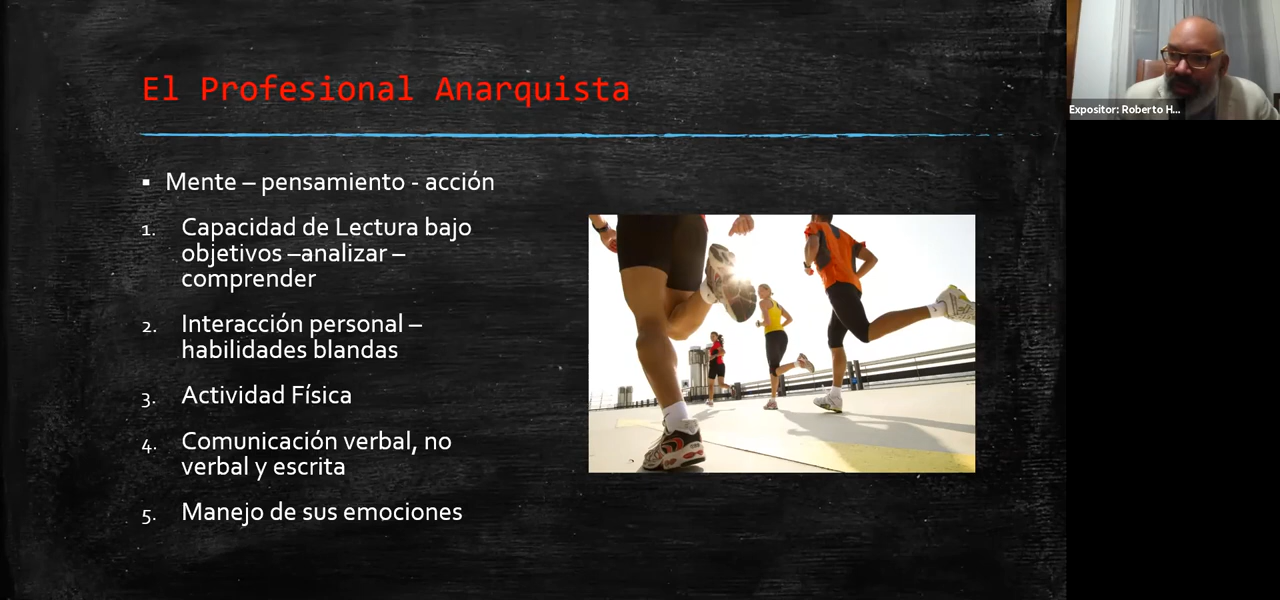 El Profesional Anarquista
Expositor: Roberto H...
▪ Mente – pensamiento - acción
1. Capacidad de Lectura bajo
objetivos –analizar –
comprender
2. Interacción personal –
habilidades blandas
3. Actividad Física
4. Comunicación verbal, no
verbal y escrita
5. Manejo de sus emociones